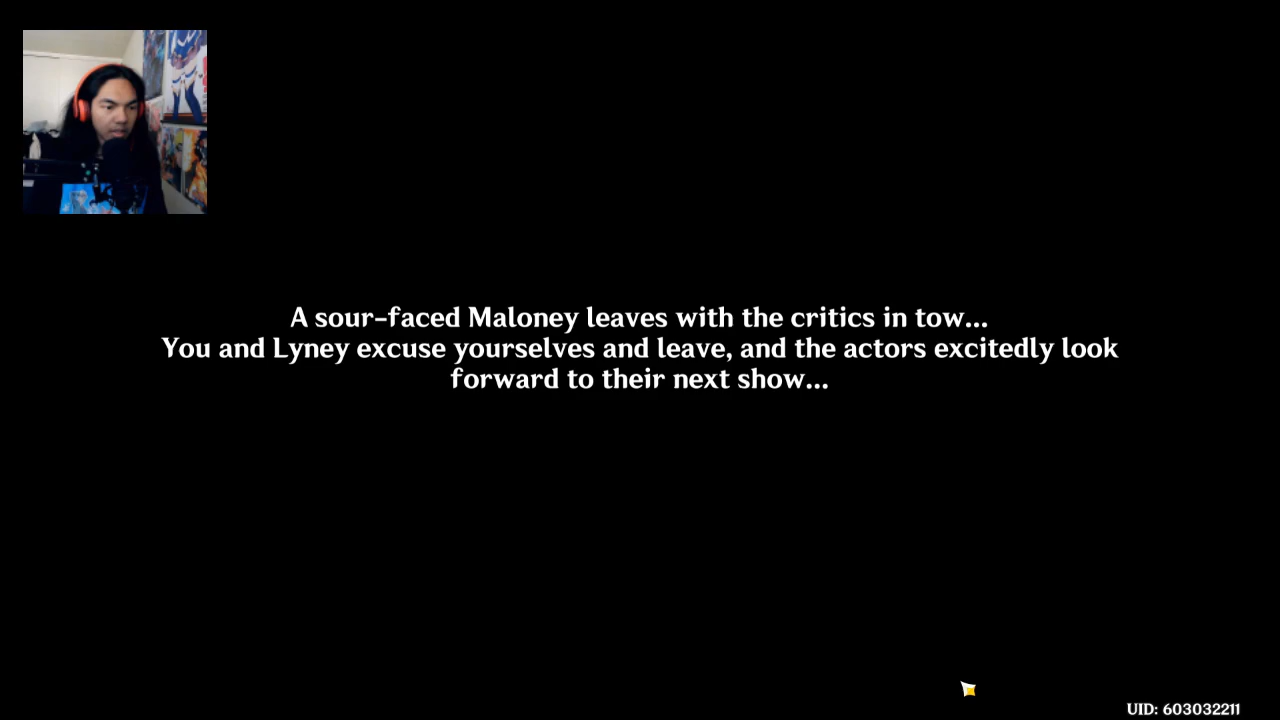 A sour-faced Maloney leaves with the critics in tow...
You and Lyney excuse yourselves and leave, and the actors excitedly look
forward to their next show...
UID: 603032211